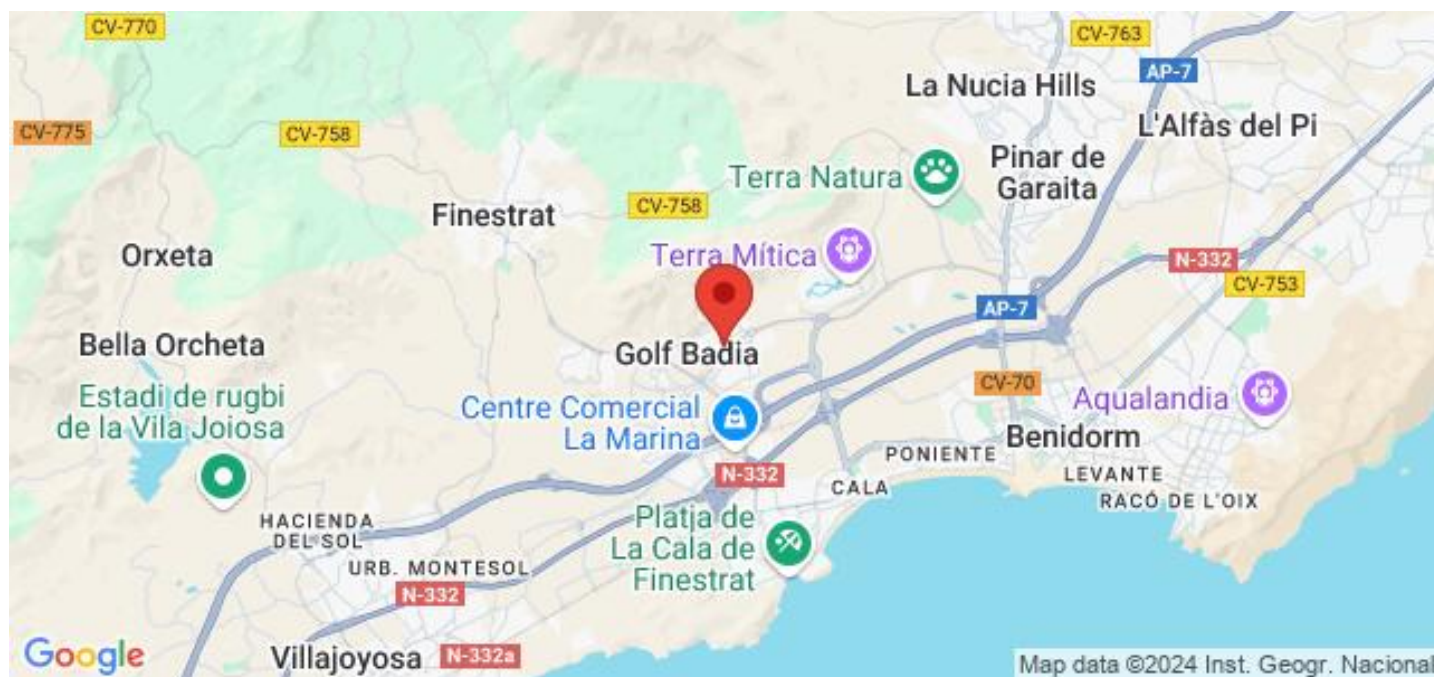 CV-770
CV-763
AP-7
La Nucia Hills
CV-775
CV-758
L'Alfàs del Pi
Pinar de
Garaita
Terra Natura
Finestrat
CV-758
Orxeta
Terra Mítica
N-332
CV-753
AP-7
Bella Orcheta
Golf Badia
Estadi de rugbi
de la Vila Joiosa
Centre Comercial
La Marina
CV-70
Aqualandia
Benidorm
PONIENTE
LEVANTE
N-332
CALA
RACÓ DE L'OIX
HACIENDA
DEL SOL
Platja de
La Cala de
Finestrat
URB. MONTESOL
N-332
Villajoyosa
N-332a
Google
Map data ©2024 Inst. Geogr. Nacional